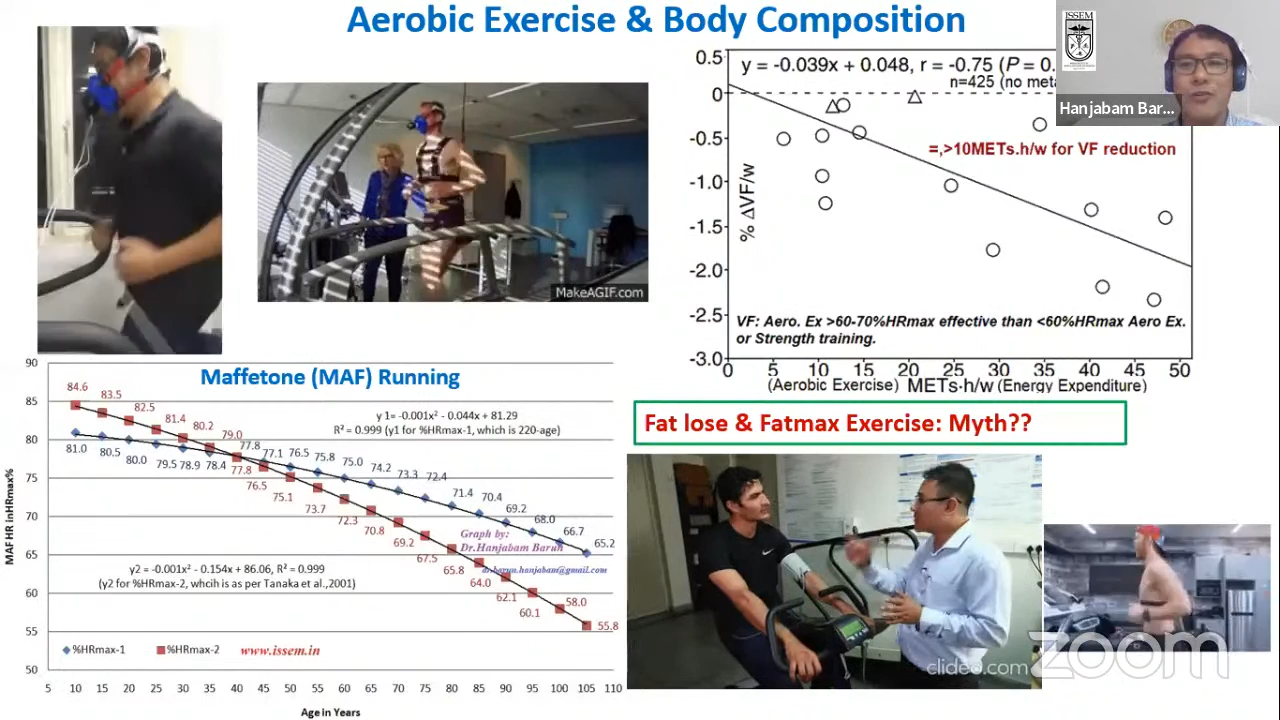 Aerobic Exercise & Body Composition
ISSEM
Hanjabam Bar...
MakeAGIF.com
0.5
0
-0.5
-1.0
-1.5
-2.0
-2.5
-3.0
% ΔVF/w
y = -0.039x + 0.048, r = -0.75 (P = 0.
n=425 (no meta
=,>10METs.h/w for VF reduction
VF: Aero. Ex >60-70%HRmax effective than <60%HRmax Aero Ex.
or Strength training.
0 5 10 15 20 25 30 35 40 45 50
(Aerobic Exercise) METs·h/w (Energy Expenditure)
Maffetone (MAF) Running
90
85
80
75
70
65
60
55
50
MAF HR inHRmax%
y 1= -0.001x² - 0.044x + 81.29
R² = 0.999 (y1 for %HRmax-1, which is 220-age)
84.6 83.5 82.5 81.4 80.2 79.0 77.8 76.5 75.1 73.7 72.3 70.8 69.2 67.5 65.8 64.0 62.1 60.1 58.0 55.8
81.0 80.5 80.0 79.5 78.9 78.4 77.8 77.1 76.5 75.8 75.0 74.2 73.3 72.4 71.4 70.4 69.2 68.0 66.7 65.2
Graph by:
Dr.Hanjabam Barun
dr.barun.hanjabam@gmail.com
y2 = -0.001x² - 0.154x + 86.06, R² = 0.999
(y2 for %HRmax-2, whcih is as per Tanaka et al.,2001)
%HRmax-1 %HRmax-2 www.issem.in
5 10 15 20 25 30 35 40 45 50 55 60 65 70 75 80 85 90 95 100 105 110
Age in Years
Fat lose & Fatmax Exercise: Myth??
clideo.com
zoom